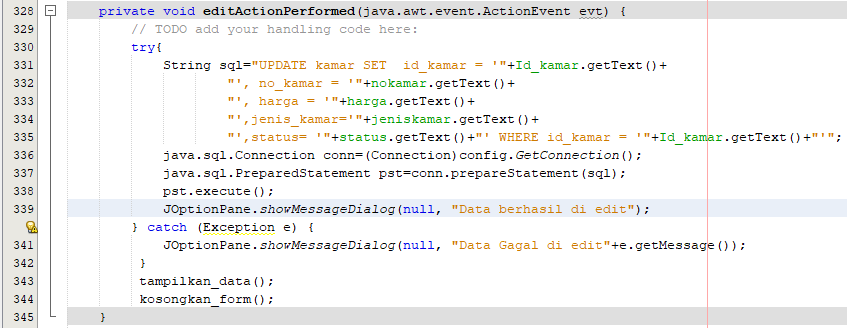 328 private void editActionPerformed(java.awt.event.ActionEvent evt) {
329 // TODO add your handling code here:
330 try{
331 String sql="UPDATE kamar SET  id_kamar = '"+Id_kamar.getText()+
332 "', no_kamar = '"+nokamar.getText()+
333 "', harga = '"+harga.getText()+
334 "',jenis_kamar='"+jeniskamar.getText()+
335 "',status= '"+status.getText()+"' WHERE id_kamar = '"+Id_kamar.getText()+"'";
336 java.sql.Connection conn=(Connection)config.GetConnection();
337 java.sql.PreparedStatement pst=conn.prepareStatement(sql);
338 pst.execute();
339 JOptionPane.showMessageDialog(null, "Data berhasil di edit");
} catch (Exception e) {
341 JOptionPane.showMessageDialog(null, "Data Gagal di edit"+e.getMessage());
342 }
343 tampilkan_data();
344 kosongkan_form();
345 }